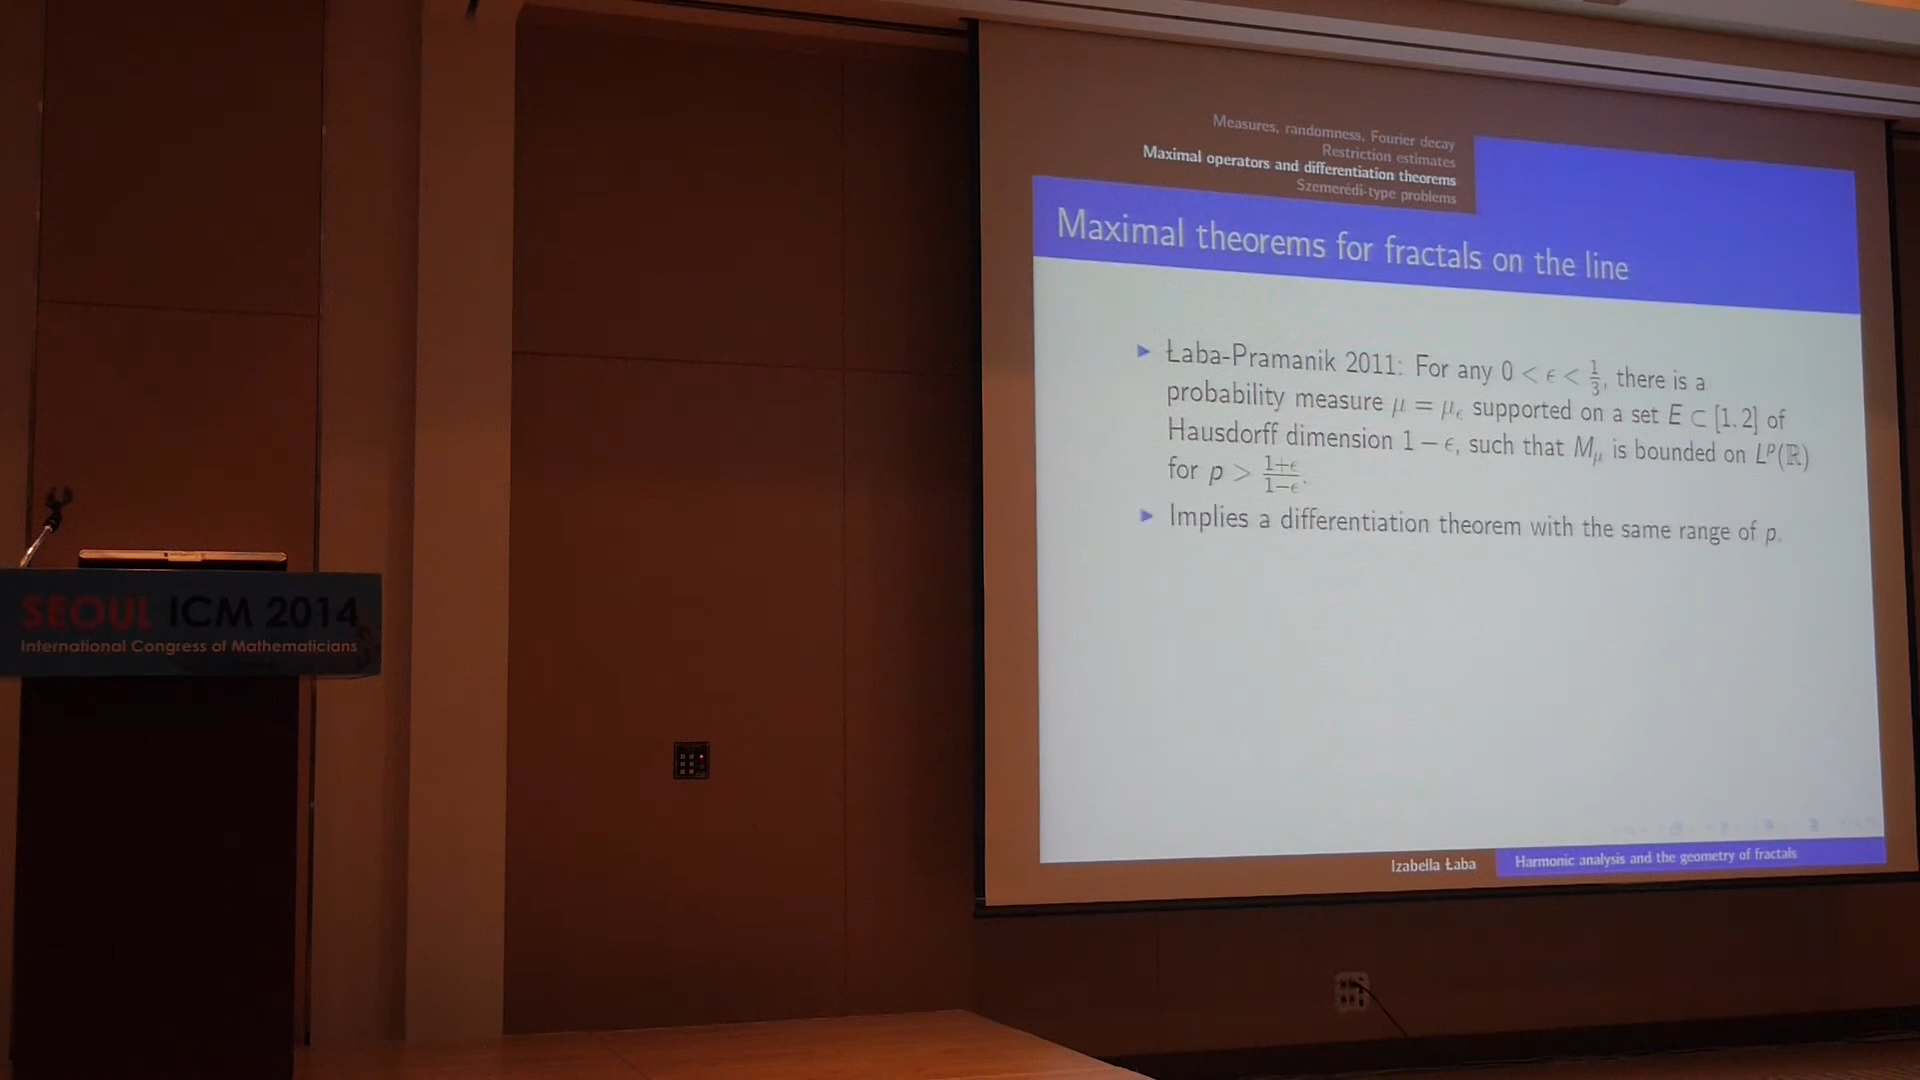 Measures, randomness, Fourier decay
Restriction estimates
Maximal operators and differentiation theorems
Szemerédi-type problems
Maximal theorems for fractals on the line
▶ Łaba-Pramanik 2011: For any 0 < ϵ < 1/3, there is a
probability measure μ = μ_ϵ supported on a set E ⊂ [1, 2] of
Hausdorff dimension 1 − ϵ, such that M_μ is bounded on L^p(ℝ)
for p > (1+ϵ)/(1−ϵ).
▶ Implies a differentiation theorem with the same range of p.
Izabella Łaba
Harmonic analysis and the geometry of fractals
SEOUL ICM 2014
International Congress of Mathematicians